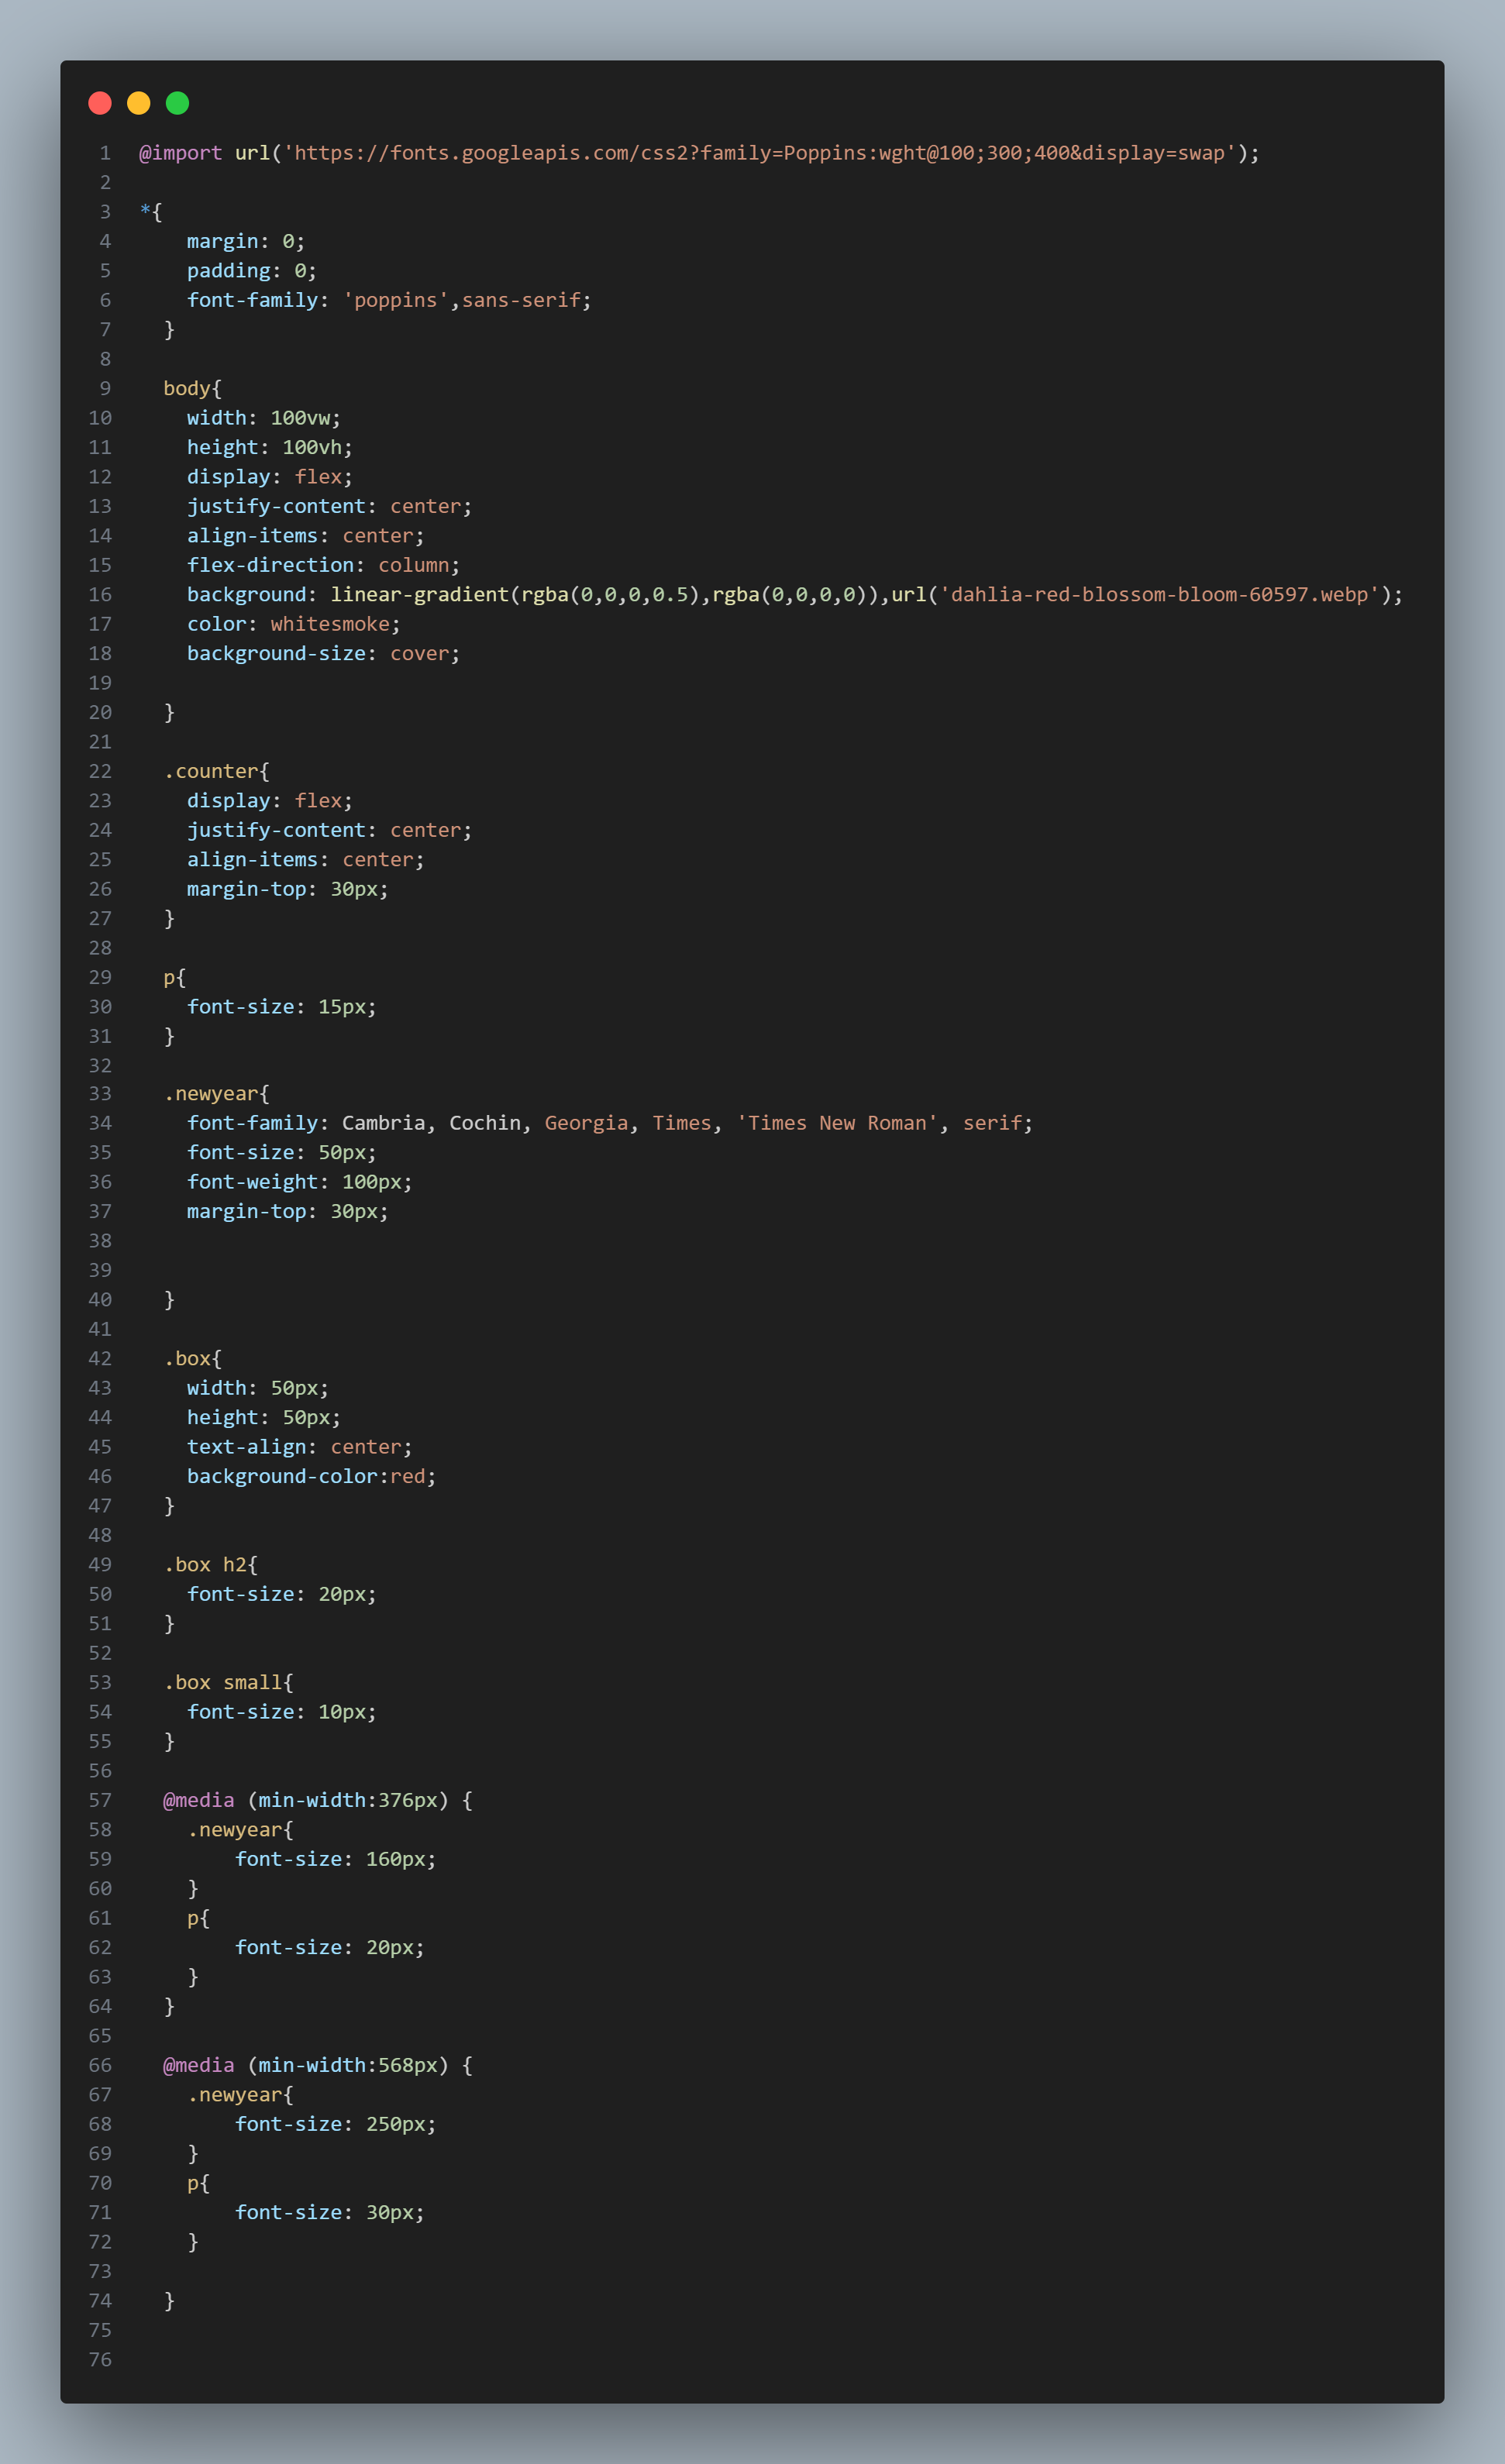 1 @import url('https://fonts.googleapis.com/css2?family=Poppins:wght@100;300;400&display=swap');
2
3 *{
4     margin: 0;
5     padding: 0;
6     font-family: 'poppins',sans-serif;
7   }
8
9   body{
10     width: 100vw;
11     height: 100vh;
12     display: flex;
13     justify-content: center;
14     align-items: center;
15     flex-direction: column;
16     background: linear-gradient(rgba(0,0,0,0.5),rgba(0,0,0,0)),url('dahlia-red-blossom-bloom-60597.webp');
17     color: whitesmoke;
18     background-size: cover;
19
20   }
21
22   .counter{
23     display: flex;
24     justify-content: center;
25     align-items: center;
26     margin-top: 30px;
27   }
28
29   p{
30     font-size: 15px;
31   }
32
33   .newyear{
34     font-family: Cambria, Cochin, Georgia, Times, 'Times New Roman', serif;
35     font-size: 50px;
36     font-weight: 100px;
37     margin-top: 30px;
38
39
40   }
41
42   .box{
43     width: 50px;
44     height: 50px;
45     text-align: center;
46     background-color:red;
47   }
48
49   .box h2{
50     font-size: 20px;
51   }
52
53   .box small{
54     font-size: 10px;
55   }
56
57   @media (min-width:376px) {
58     .newyear{
59         font-size: 160px;
60     }
61     p{
62         font-size: 20px;
63     }
64   }
65
66   @media (min-width:568px) {
67     .newyear{
68         font-size: 250px;
69     }
70     p{
71         font-size: 30px;
72     }
73
74   }
75
76